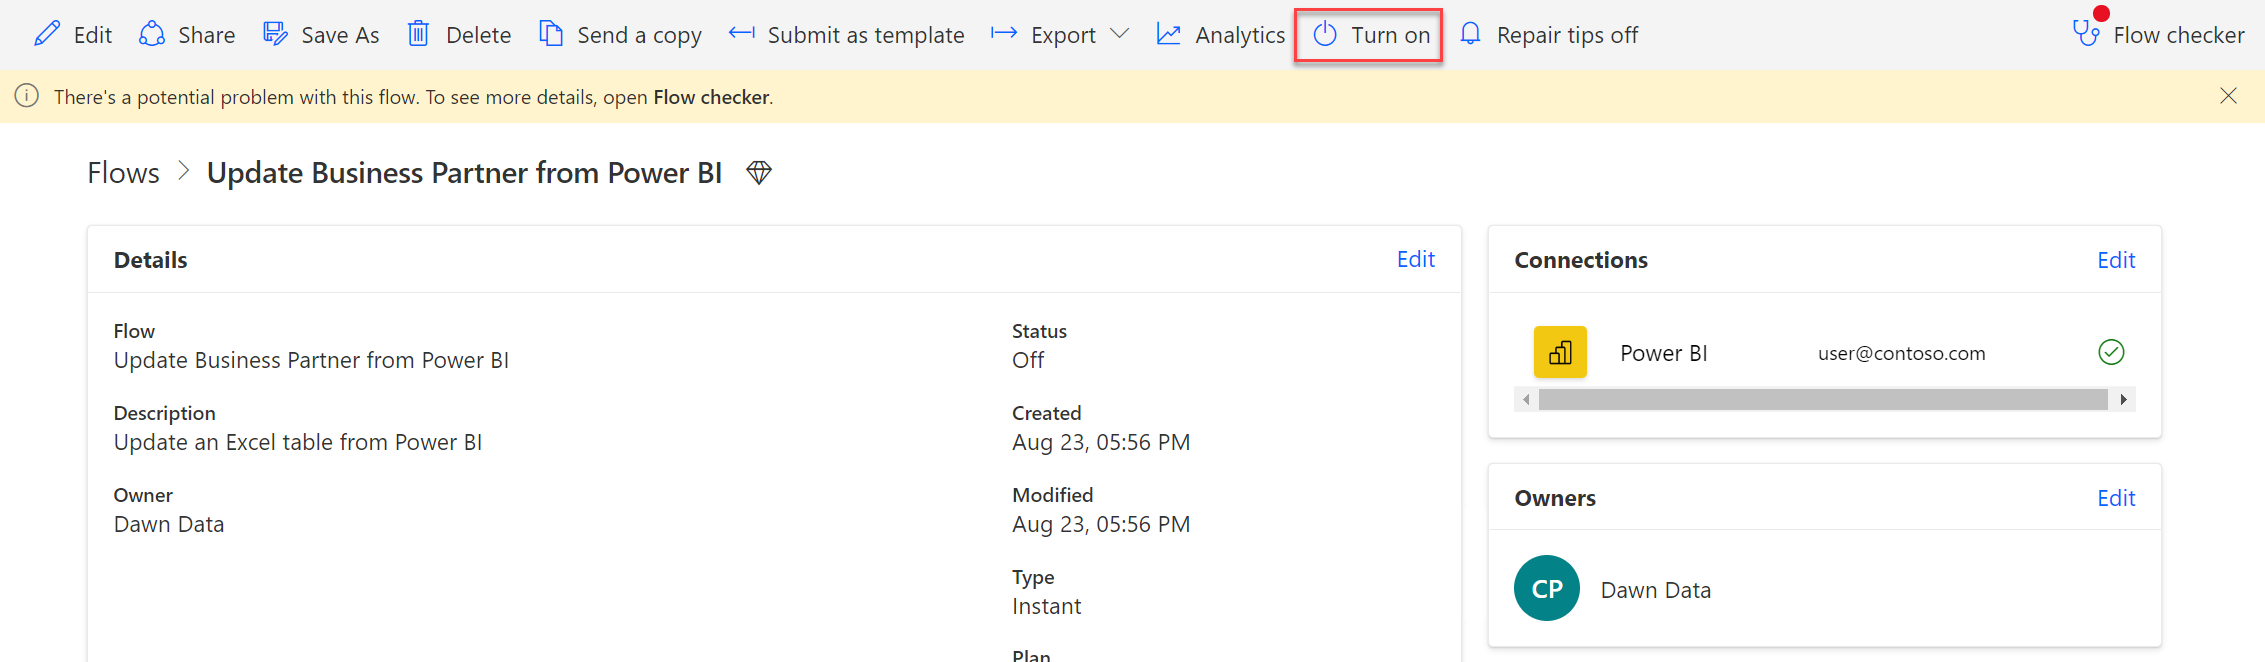 Edit Share Save As Delete Send a copy Submit as template Export Analytics Turn on Repair tips off Flow checker
There's a potential problem with this flow. To see more details, open Flow checker.
Flows > Update Business Partner from Power BI
Details Edit
Flow
Update Business Partner from Power BI
Description
Update an Excel table from Power BI
Owner
Dawn Data
Status
Off
Created
Aug 23, 05:56 PM
Modified
Aug 23, 05:56 PM
Type
Instant
Plan
Connections Edit
Power BI user@contoso.com
Owners Edit
CP Dawn Data